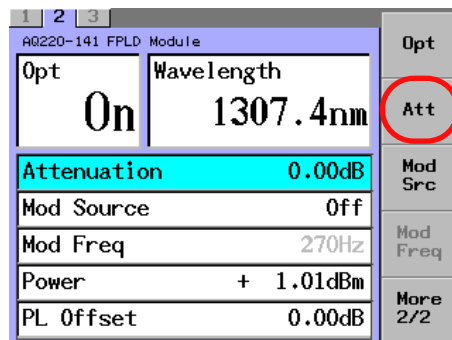 1 2 3
AQ220-141 FPLD Module
Opt
On
Wavelength
1307.4nm
Attenuation 0.00dB
Mod Source Off
Mod Freq 270Hz
Power + 1.01dBm
PL Offset 0.00dB
Opt
Att
Mod
Src
Mod
Freq
More
2/2